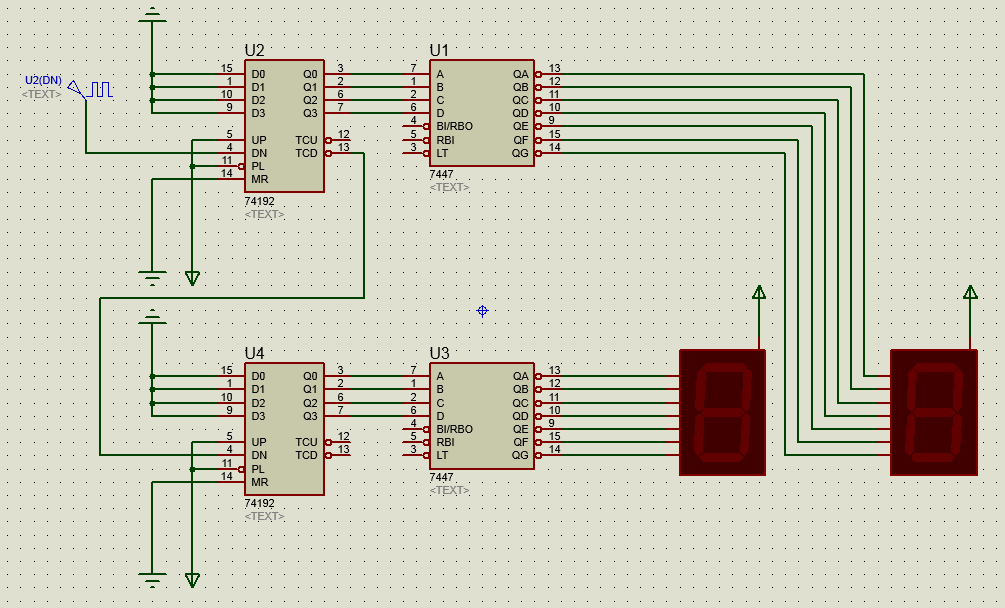 U2 U1
U2(DN)
<TEXT>
15 D0 Q0 3 7 A QA 13
1 D1 Q1 2 1 B QB 12
10 D2 Q2 6 2 C QC 11
9 D3 Q3 7 6 D QD 10
4 BI/RBO QE 9
5 UP TCU 12 5 RBI QF 15
4 DN TCD 13 3 LT QG 14
11 PL
14 MR
7447
<TEXT>
74192
<TEXT>
U4 U3
15 D0 Q0 3 7 A QA 13
1 D1 Q1 2 1 B QB 12
10 D2 Q2 6 2 C QC 11
9 D3 Q3 7 6 D QD 10
4 BI/RBO QE 9
5 UP TCU 12 5 RBI QF 15
4 DN TCD 13 3 LT QG 14
11 PL
14 MR
7447
<TEXT>
74192
<TEXT>